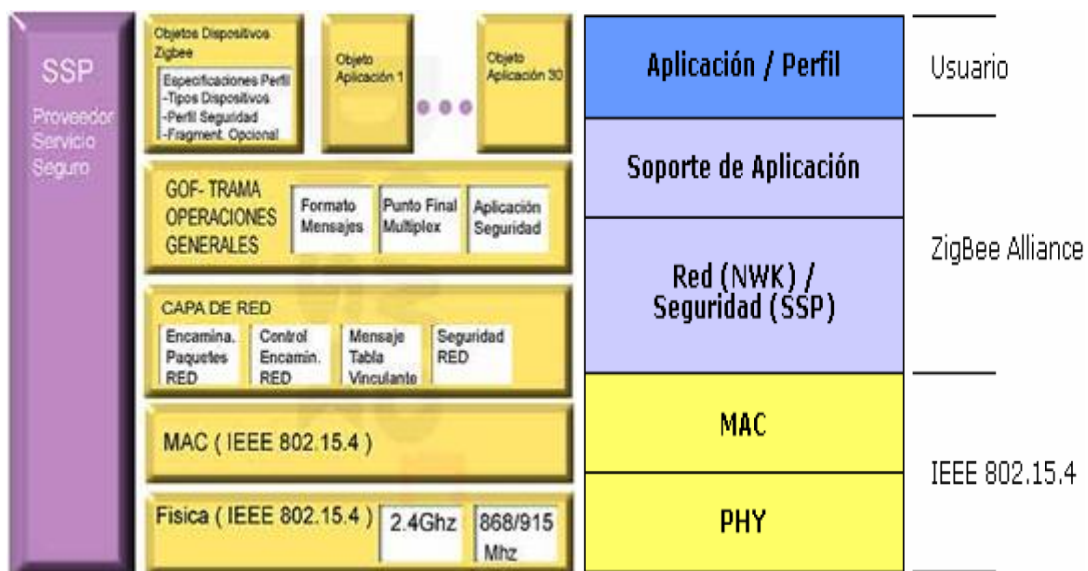 SSP
Proveedor
Servicio
Seguro
Objetos Dispositivos
Zigbee
Especificaciones Perfil
-Tipos Dispositivos
-Perfil Seguridad
-Fragment. Opcional
Objeto
Aplicación 1
Objeto
Aplicación 30
GOF- TRAMA
OPERACIONES
GENERALES
Formato
Mensajes
Punto Final
Multiplex
Aplicación
Seguridad
CAPA DE RED
Encamina.
Paquetes
RED
Control
Encamin.
RED
Mensaje
Tabla
Vinculante
Seguridad
RED
MAC ( IEEE 802.15.4 )
Fisica ( IEEE 802.15.4 )
2.4Ghz
868/915
Mhz
Aplicación / Perfil
Soporte de Aplicación
Red (NWK) /
Seguridad (SSP)
MAC
PHY
Usuario
ZigBee Alliance
IEEE 802.15.4